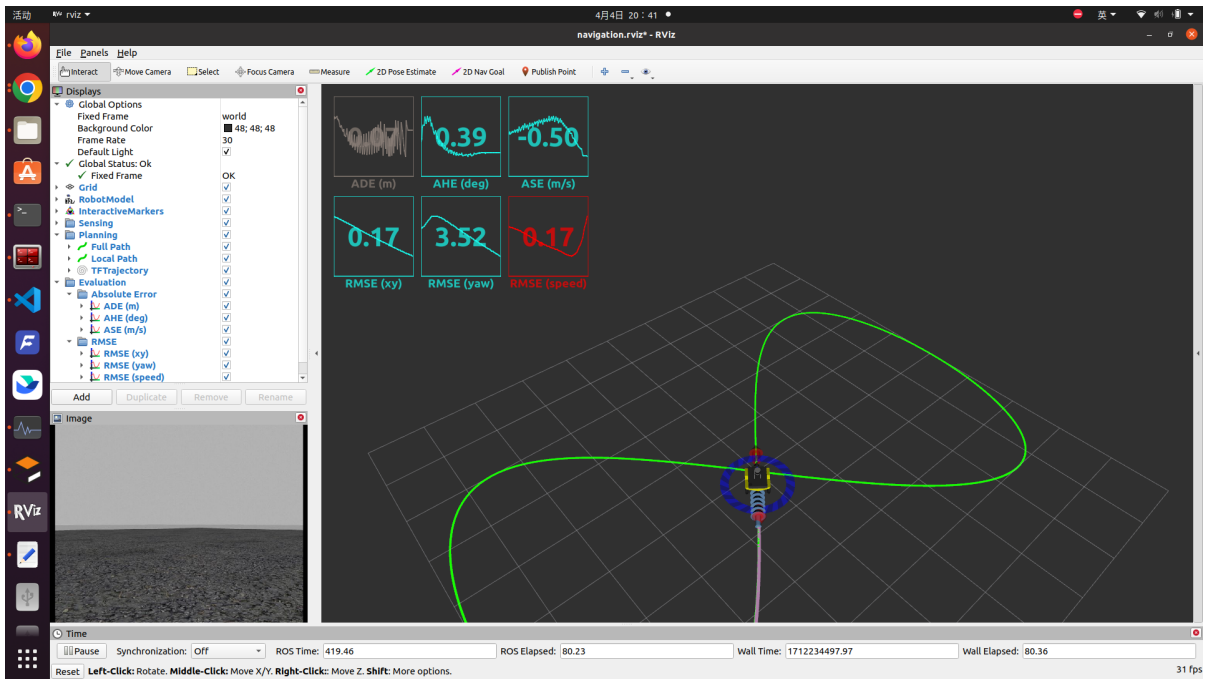 活动 RViz rviz 4月4日 20：41 英
navigation.rviz* - RViz
File Panels Help
Interact Move Camera Select Focus Camera Measure 2D Pose Estimate 2D Nav Goal Publish Point
Displays
Global Options
Fixed Frame world
Background Color 48; 48; 48
Frame Rate 30
Default Light
Global Status: Ok
Fixed Frame OK
Grid
RobotModel
InteractiveMarkers
Sensing
Planning
Full Path
Local Path
TFTrajectory
Evaluation
Absolute Error
ADE (m)
AHE (deg)
ASE (m/s)
RMSE
RMSE (xy)
RMSE (yaw)
RMSE (speed)
Add Duplicate Remove Rename
Image
0.07 0.39 -0.50
ADE (m) AHE (deg) ASE (m/s)
0.17 3.52 0.17
RMSE (xy) RMSE (yaw) RMSE (speed)
RViz
Time
Pause Synchronization: Off ROS Time: 419.46 ROS Elapsed: 80.23 Wall Time: 1712234497.97 Wall Elapsed: 80.36
Reset Left-Click: Rotate. Middle-Click: Move X/Y. Right-Click:: Move Z. Shift: More options. 31 fps